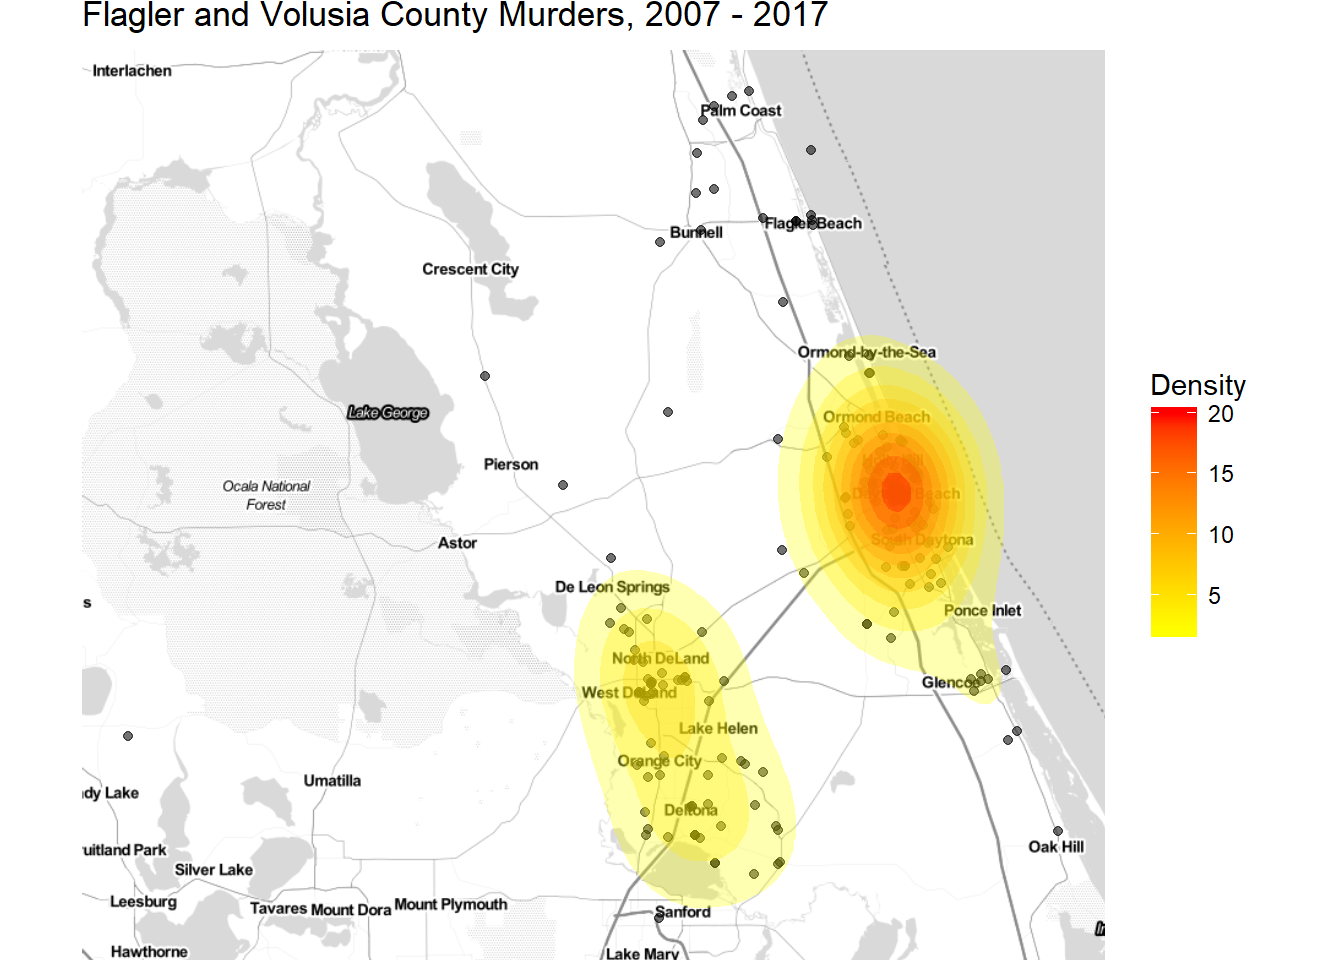 Flagler and Volusia County Murders, 2007 - 2017
Interlachen
Palm Coast
Flagler Beach
Bunnell
Crescent City
Ormond-by-the-Sea
Density
Lake George
20
Ormond Beach
Pierson
15
Ocala National
Forest
Beach
10
South Daytona
Astor
De Leon Springs
5
s
Ponce Inlet
North DeLand
Glencoe
West DeLand
Lake Helen
Orange City
Umatilla
dy Lake
Deltona
Oak Hill
uitland Park
Silver Lake
Leesburg
Tavares
Mount Dora
Mount Plymouth
Sanford
Hawthorne
Lake Mary